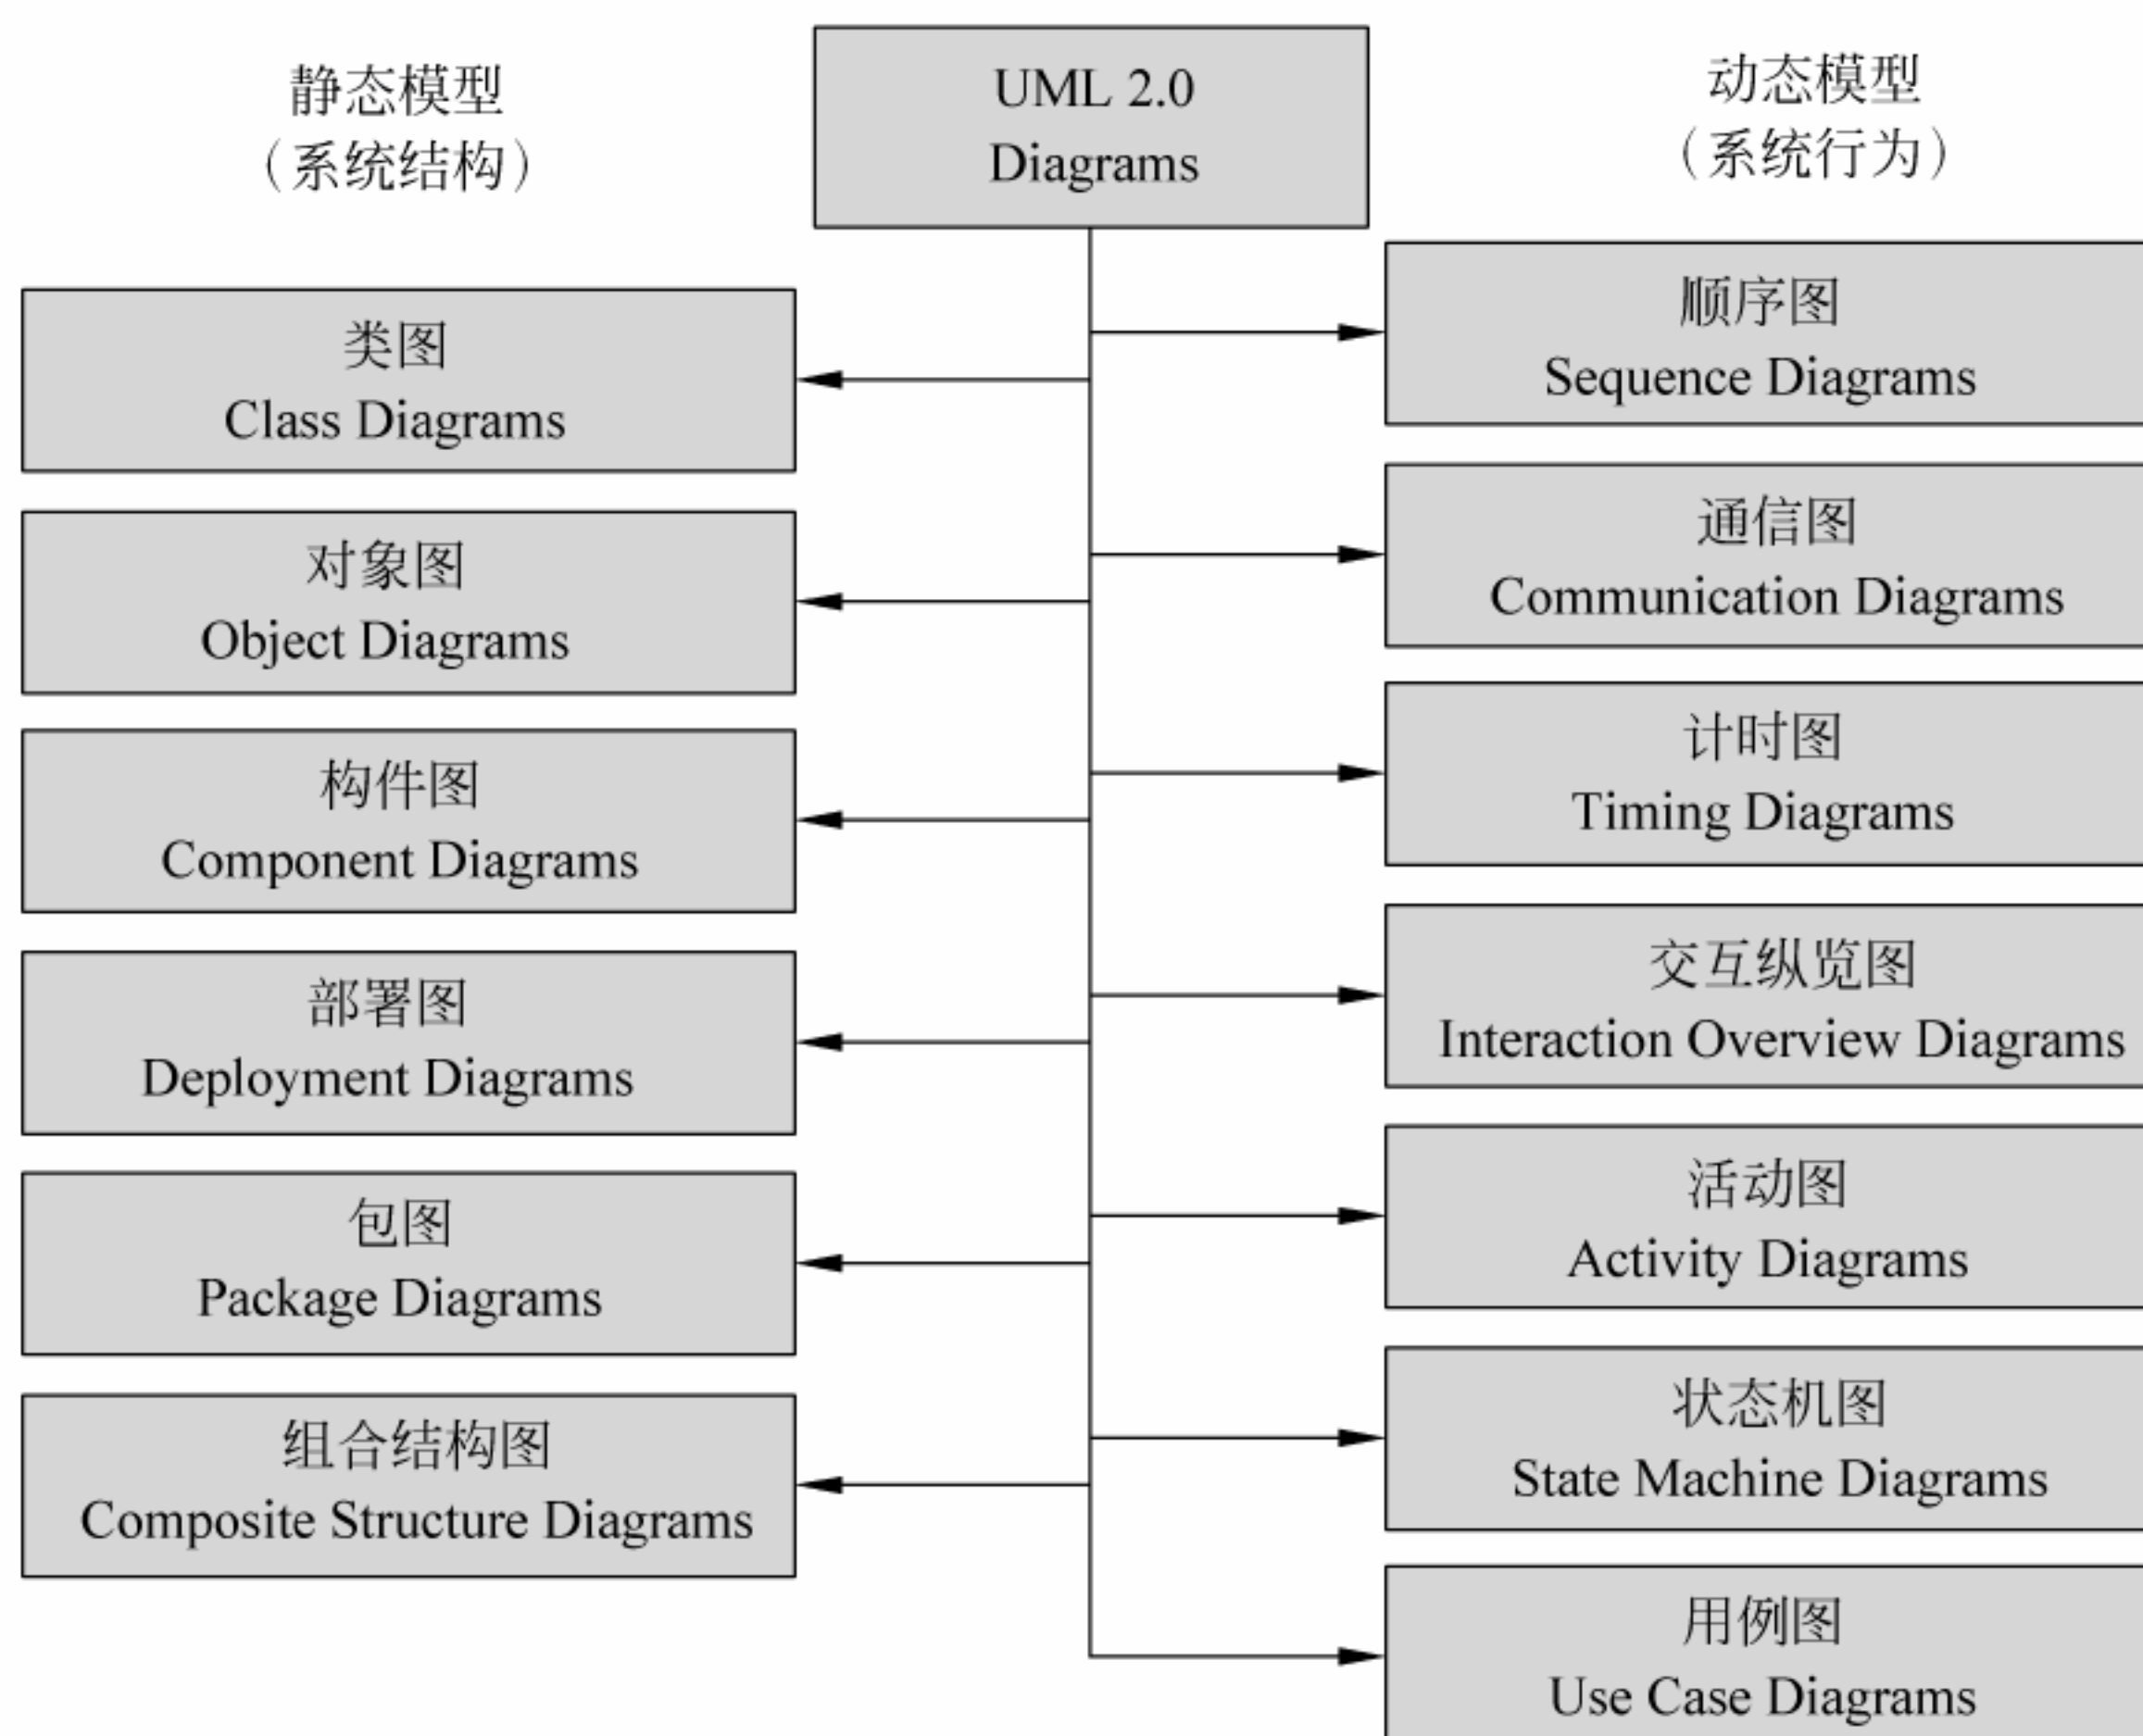 静态模型
（系统结构）
UML 2.0
Diagrams
动态模型
（系统行为）
类图
Class Diagrams
对象图
Object Diagrams
构件图
Component Diagrams
部署图
Deployment Diagrams
包图
Package Diagrams
组合结构图
Composite Structure Diagrams
顺序图
Sequence Diagrams
通信图
Communication Diagrams
计时图
Timing Diagrams
交互纵览图
Interaction Overview Diagrams
活动图
Activity Diagrams
状态机图
State Machine Diagrams
用例图
Use Case Diagrams